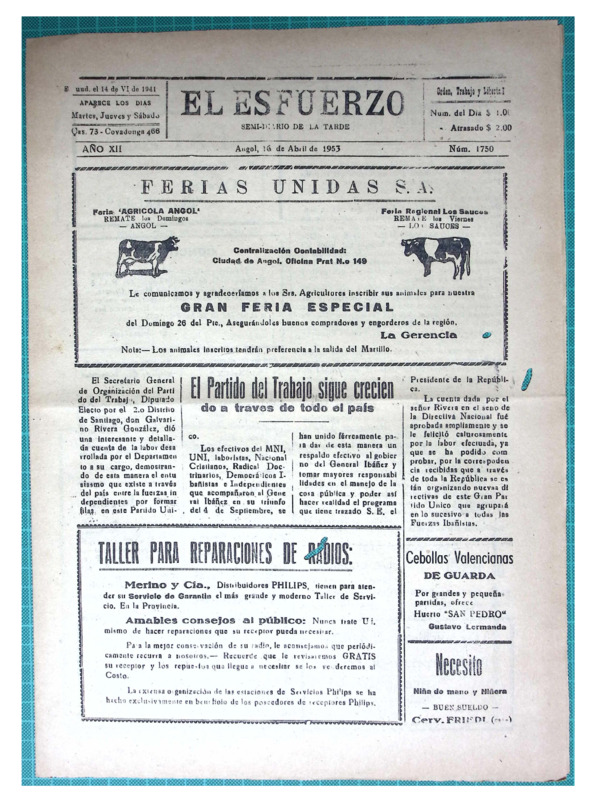 Fund. el 14 de VI de 1941
APARECE LOS DIAS
Martes, Jueves y Sábado
Cas. 73 - Covadonga 466
EL ESFUERZO
SEMI-DIARIO DE LA TARDE
Orden, Trabajo y Libertad
Num. del Dia $ 1.00
- Atrasado $ 2.00
AÑO XII
Angol, 16 de Abril de 1953
Núm. 1750
FERIAS UNIDAS S.A.
Feria "AGRICOLA ANGOL"
REMATE los Domingos
— ANGOL —
Feria Regional Los Sauces
REMATE los Viernes
— LOS SAUCES —
Centralización Contabilidad:
Ciudad de Angol, Oficina Prat N.o 149
Le comunicamos y agradeceríamos a los Srs. Agricultores inscribir sus animales para nuestra
GRAN FERIA ESPECIAL
del Domingo 26 del Pte., Asegurándoles buenos compradores y engorderos de la región.
La Gerencia
Nota:— Los animales inscritos tendrán preferencia a la salida del Martillo.
El Partido del Trabajo sigue crecien
do a traves de todo el país
El Secretario General
de Organización del Parti
do del Trabajo, Diputado
Electo por el 2.o Distrito
de Santiago, don Galvarino
Rivera González, dió
una interesante y detalla-
da cuenta de la labor desa
rrollada por el Departamen
to a su cargo, demostran-
do de esta manera el entu
siasmo que existe a través
del país entre la fuerzas in
dependientes por formar
filas en este Partido Uni-
co.
Los efectivos del MNI,
UNI, laboristas, Nacional
Cristianos, Radical Doc-
trinarios, Democráticos I-
bañistas e Independientes
que acompañaron al Gene
ral Ibáñez en su triunfo
del 4 de Septiembre, se
han unido férreamente pa-
ra dar de esta manera un
respaldo efectivo al gobier
no del General Ibáñez y
tomar mayores responsabi
lidades en el manejo de la
cosa pública y poder así
hacer realidad el programa
que tiene trazado S.E. el
Presidente de la Repúbli-
ca.
La cuenta dada por el
señor Rivera en el seno de
la Directiva Nacional fué
aprobada ampliamente y se
le felicitó calurosamente
por la labor efectuada, ya
que se ha podido com
probar, por la corresponden
cia recibidas que a través
de toda la República se es
tán organizando nuevas di
rectivas de este Gran Par
tido Unico que agrupará
en lo sucesivo a todas las
Fuerzas Ibañistas.
TALLER PARA REPARACIONES DE RADIOS:
Merino y Cía., Distribuidores PHILIPS, tienen para aten-
der su Servicio de Garantía el más grande y moderno Taller de Servi-
cio. En la Provincia.
Amables consejos al público: Nunca trate Ud.
mismo de hacer reparaciones que su receptor pueda necesitar.
Para la mejor conservación de su radio, le aconsejamos que periódi-
camente recurra a nosotros.— Recuerde que le revisaremos GRATIS
su receptor y los repuestos que llegue a necesitar se los venderemos al
Costo.
La extensa organización de las estaciones de Servicios Philips se ha
hecho exclusivamente en beneficio de los poseedores de receptores Philips.
Cebollas Valencianas
DE GUARDA
Por grandes y pequeñas
partidas, ofrece
Huerto "SAN PEDRO"
Gustavo Lermanda
Necesito
Niña de mano y Niñera
— BUEN SUELDO —
Cerv. FRIEDL